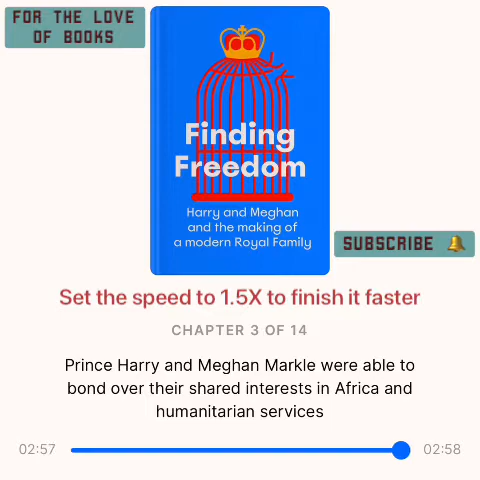 FOR THE LOVE
OF BOOKS
Finding
Freedom
Harry and Meghan
and the making of
a modern Royal Family
SUBSCRIBE 🔔
Set the speed to 1.5X to finish it faster
CHAPTER 3 OF 14
Prince Harry and Meghan Markle were able to
bond over their shared interests in Africa and
humanitarian services
02:57
02:58